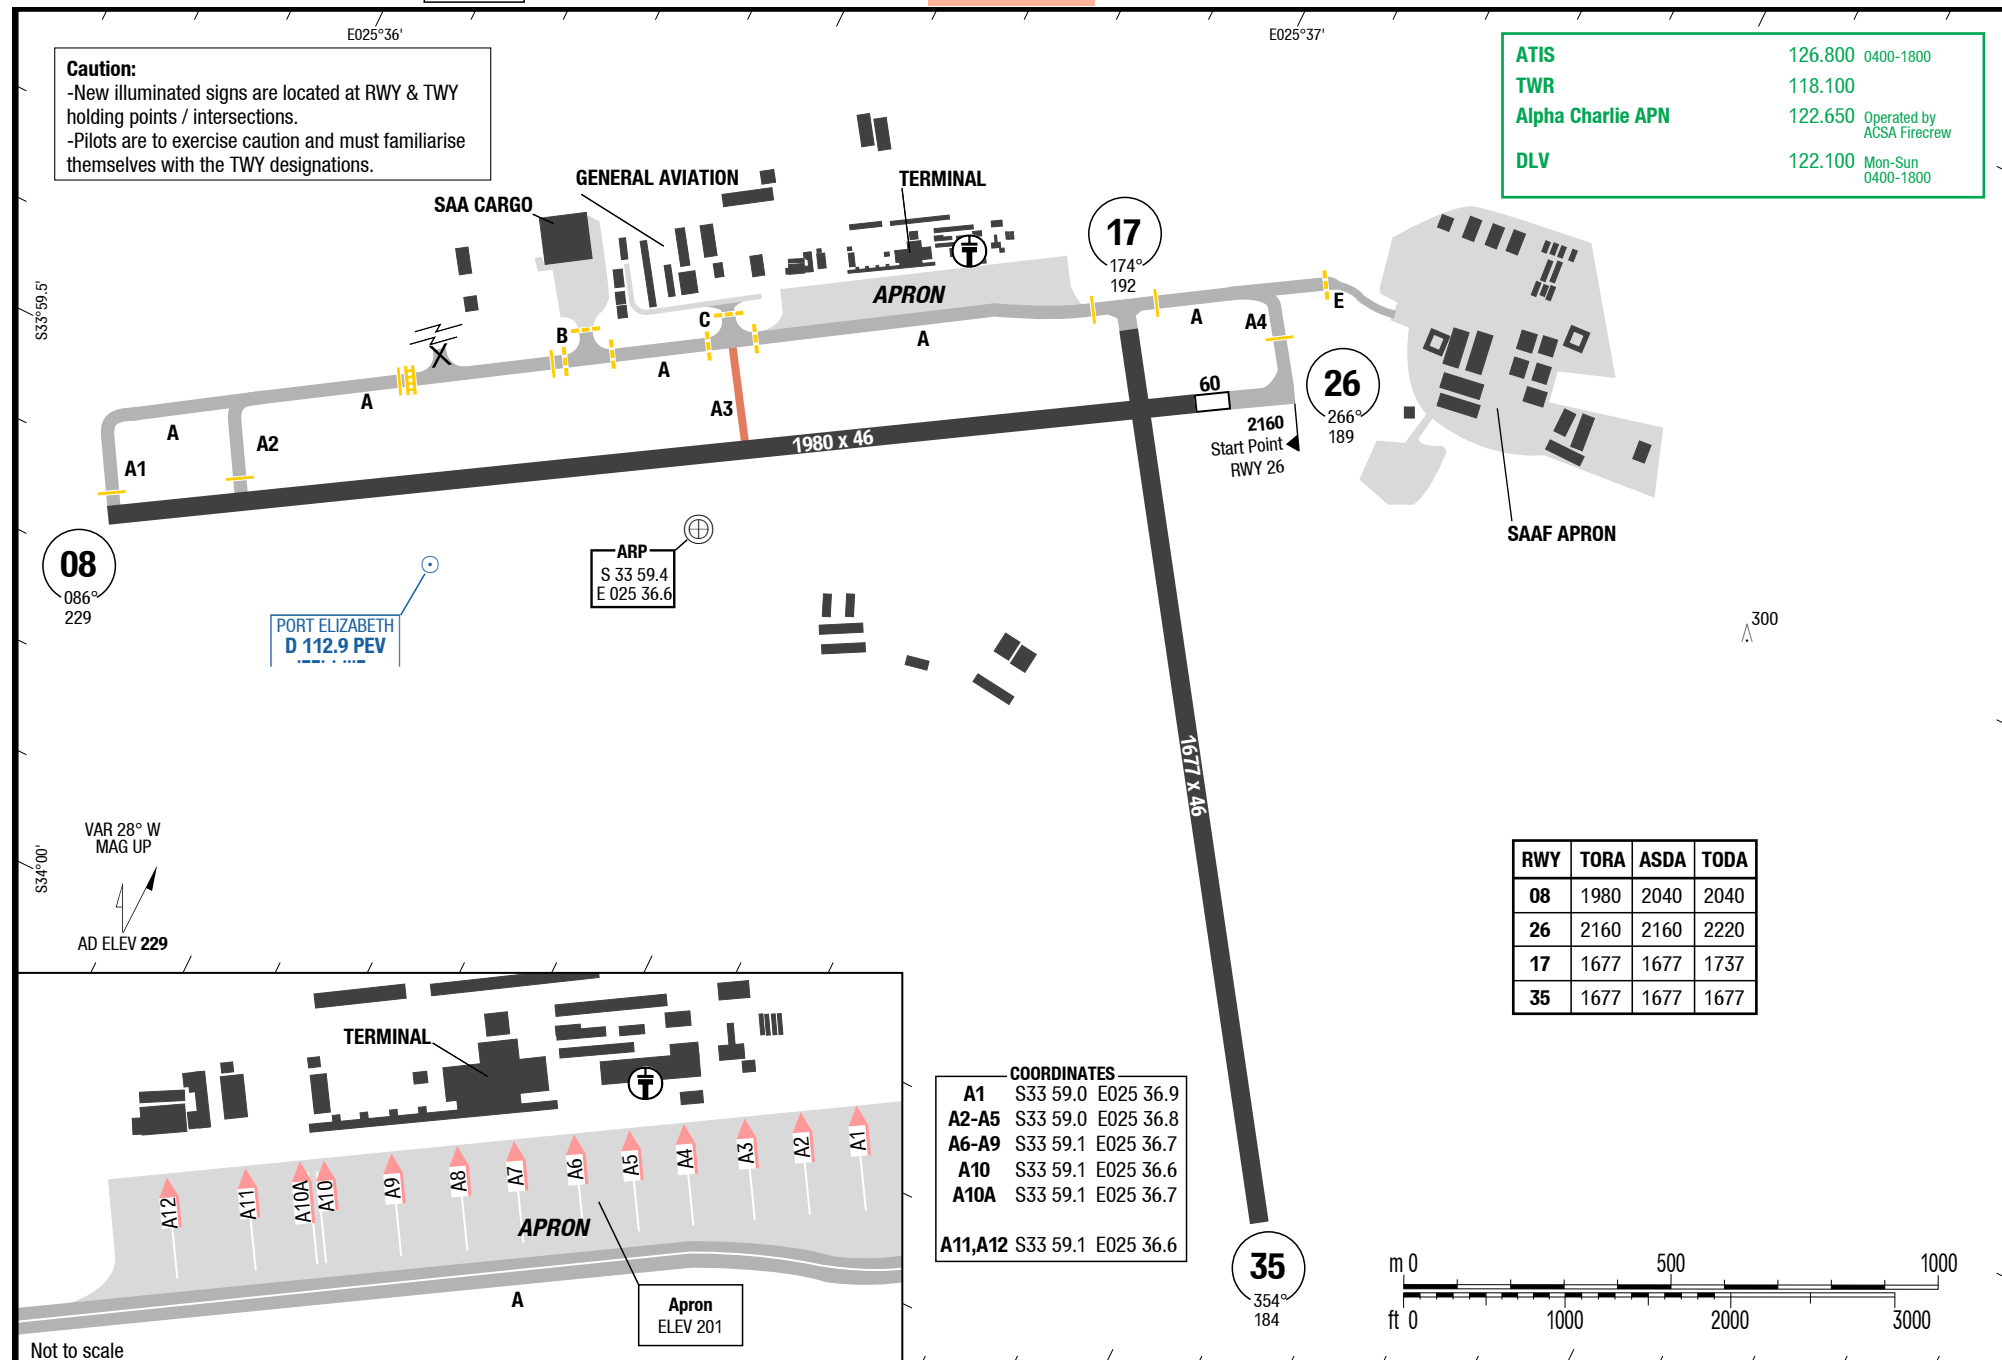 E025°36'
E025°37'
Caution:
-New illuminated signs are located at RWY & TWY
holding points / intersections.
-Pilots are to exercise caution and must familiarise
themselves with the TWY designations.
ATIS 126.800 0400-1800
TWR 118.100
Alpha Charlie APN 122.650 Operated by
ACSA Firecrew
DLV 122.100 Mon-Sun
0400-1800
GENERAL AVIATION
TERMINAL
SAA CARGO
17
174°
192
APRON
S33°59.5'
E
A
A4
C
B
A
A
X
A
A3
60
26
266°
189
2160
Start Point
RWY 26
A
A2
A1
1980 x 46
SAAF APRON
08
086°
229
ARP
S 33 59.4
E 025 36.6
PORT ELIZABETH
D 112.9 PEV
300
1677 x 46
VAR 28° W
MAG UP
S34°00'
AD ELEV 229
RWY TORA ASDA TODA
08 1980 2040 2040
26 2160 2160 2220
17 1677 1677 1737
35 1677 1677 1677
TERMINAL
A12
A11
A10A
A10
A9
A8
A7
A6
A5
A4
A3
A2
A1
APRON
A
Apron
ELEV 201
Not to scale
COORDINATES
A1 S33 59.0 E025 36.9
A2-A5 S33 59.0 E025 36.8
A6-A9 S33 59.1 E025 36.7
A10 S33 59.1 E025 36.6
A10A S33 59.1 E025 36.7
A11,A12 S33 59.1 E025 36.6
35
354°
184
m 0 500 1000
ft 0 1000 2000 3000